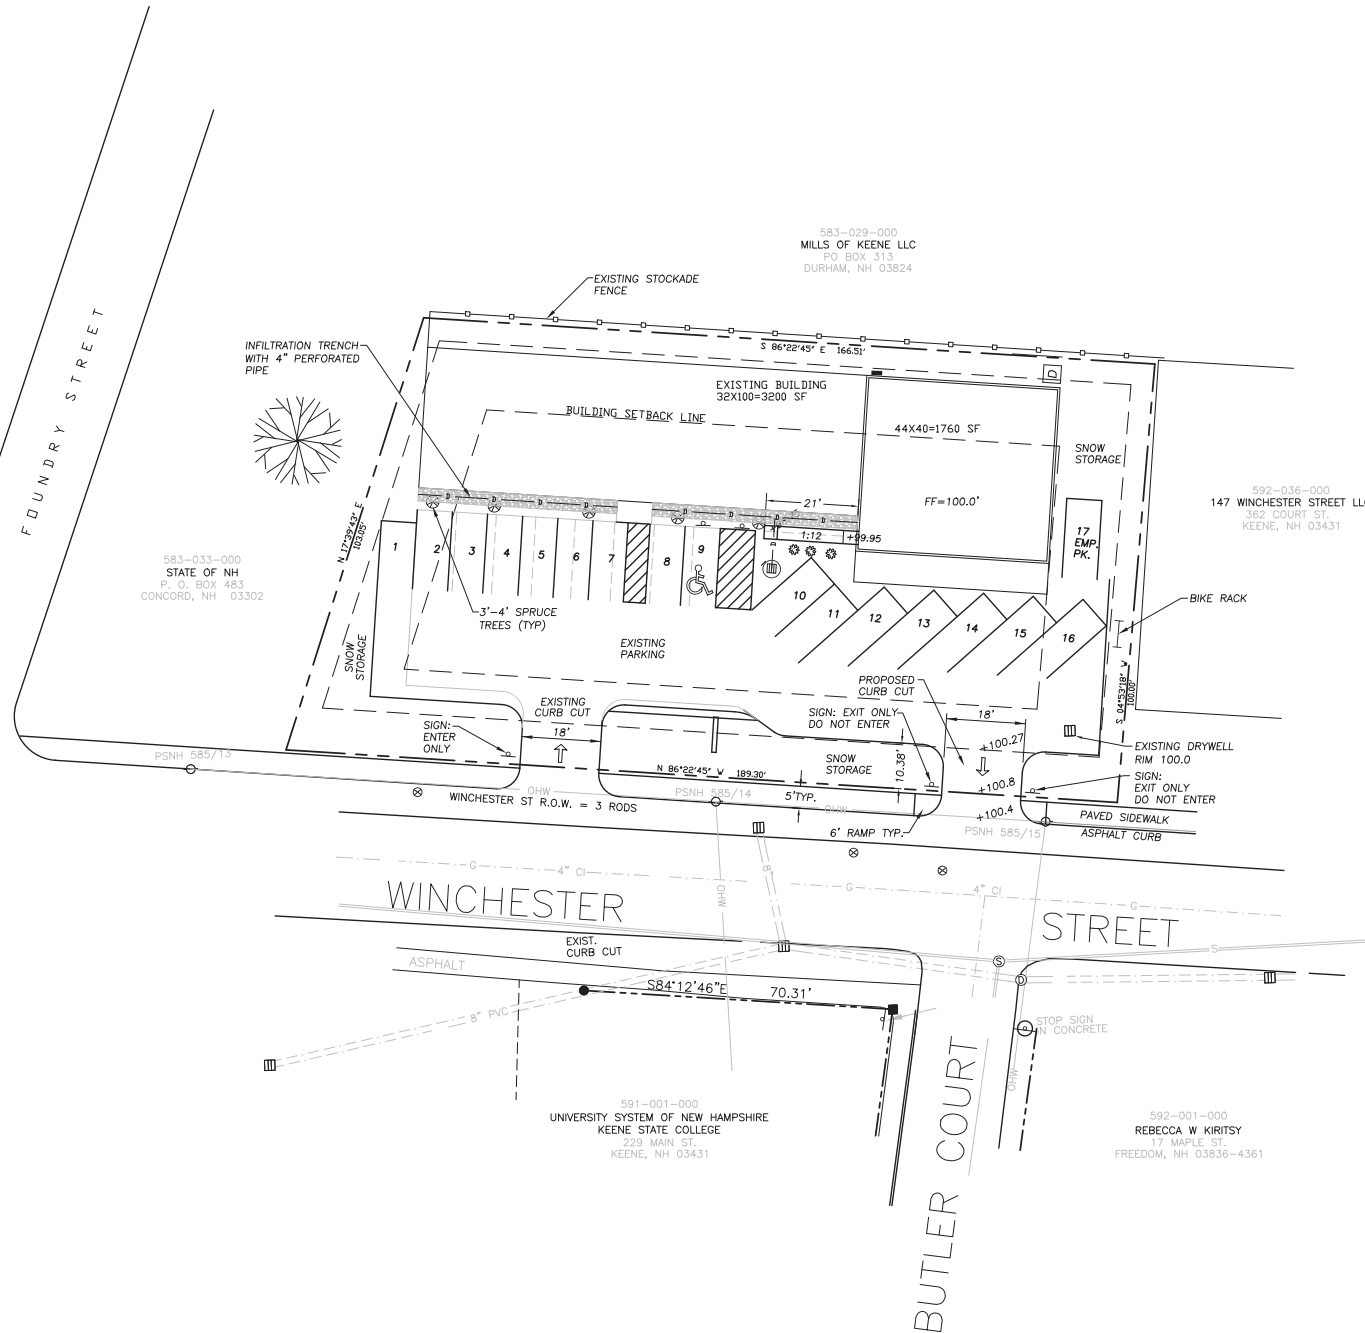 583-029-000
MILLS OF KEENE LLC
PO BOX 313
DURHAM, NH 03824
EXISTING STOCKADE
FENCE
FOUNDRY STREET
INFILTRATION TRENCH
WITH 4" PERFORATED
PIPE
S 86°22'45" E 166.51'
D
EXISTING BUILDING
32X100=3200 SF
BUILDING SETBACK LINE
44X40=1760 SF
SNOW
STORAGE
FF=100.0'
592-036-000
147 WINCHESTER STREET LLC
362 COURT ST.
KEENE, NH 03431
N 17°39'43" E
103.05'
D D D D D D D D
21'
1:12
+99.95
D
583-033-000
STATE OF NH
P. O. BOX 483
CONCORD, NH 03302
1
2
3
4
5
6
7
8
9
10
11
12
13
14
15
16
17
EMP.
PK.
3'-4' SPRUCE
TREES (TYP)
BIKE RACK
EXISTING
PARKING
SNOW
STORAGE
S 04°53'18" W
100.00'
PROPOSED
CURB CUT
EXISTING
CURB CUT
18'
SIGN:
ENTER
ONLY
SIGN: EXIT ONLY
DO NOT ENTER
18'
+100.27
EXISTING DRYWELL
RIM 100.0
SIGN:
EXIT ONLY
DO NOT ENTER
PSNH 585/13
SNOW
STORAGE
10.38'
N 86°22'45" W 189.30'
+100.8
+100.4
OHW
WINCHESTER ST R.O.W. = 3 RODS
PSNH 585/14
5'TYP.
OHW
6' RAMP TYP.
PSNH 585/15
PAVED SIDEWALK
ASPHALT CURB
G
4" CI
8"
OHW
G
4" CI
G
WINCHESTER STREET
EXIST.
CURB CUT
S
S
D
ASPHALT
S84°12'46"E 70.31'
8" PVC
STOP SIGN
IN CONCRETE
OHW
BUTLER COURT
591-001-000
UNIVERSITY SYSTEM OF NEW HAMPSHIRE
KEENE STATE COLLEGE
229 MAIN ST.
KEENE, NH 03431
592-001-000
REBECCA W KIRITSY
17 MAPLE ST.
FREEDOM, NH 03836-4361